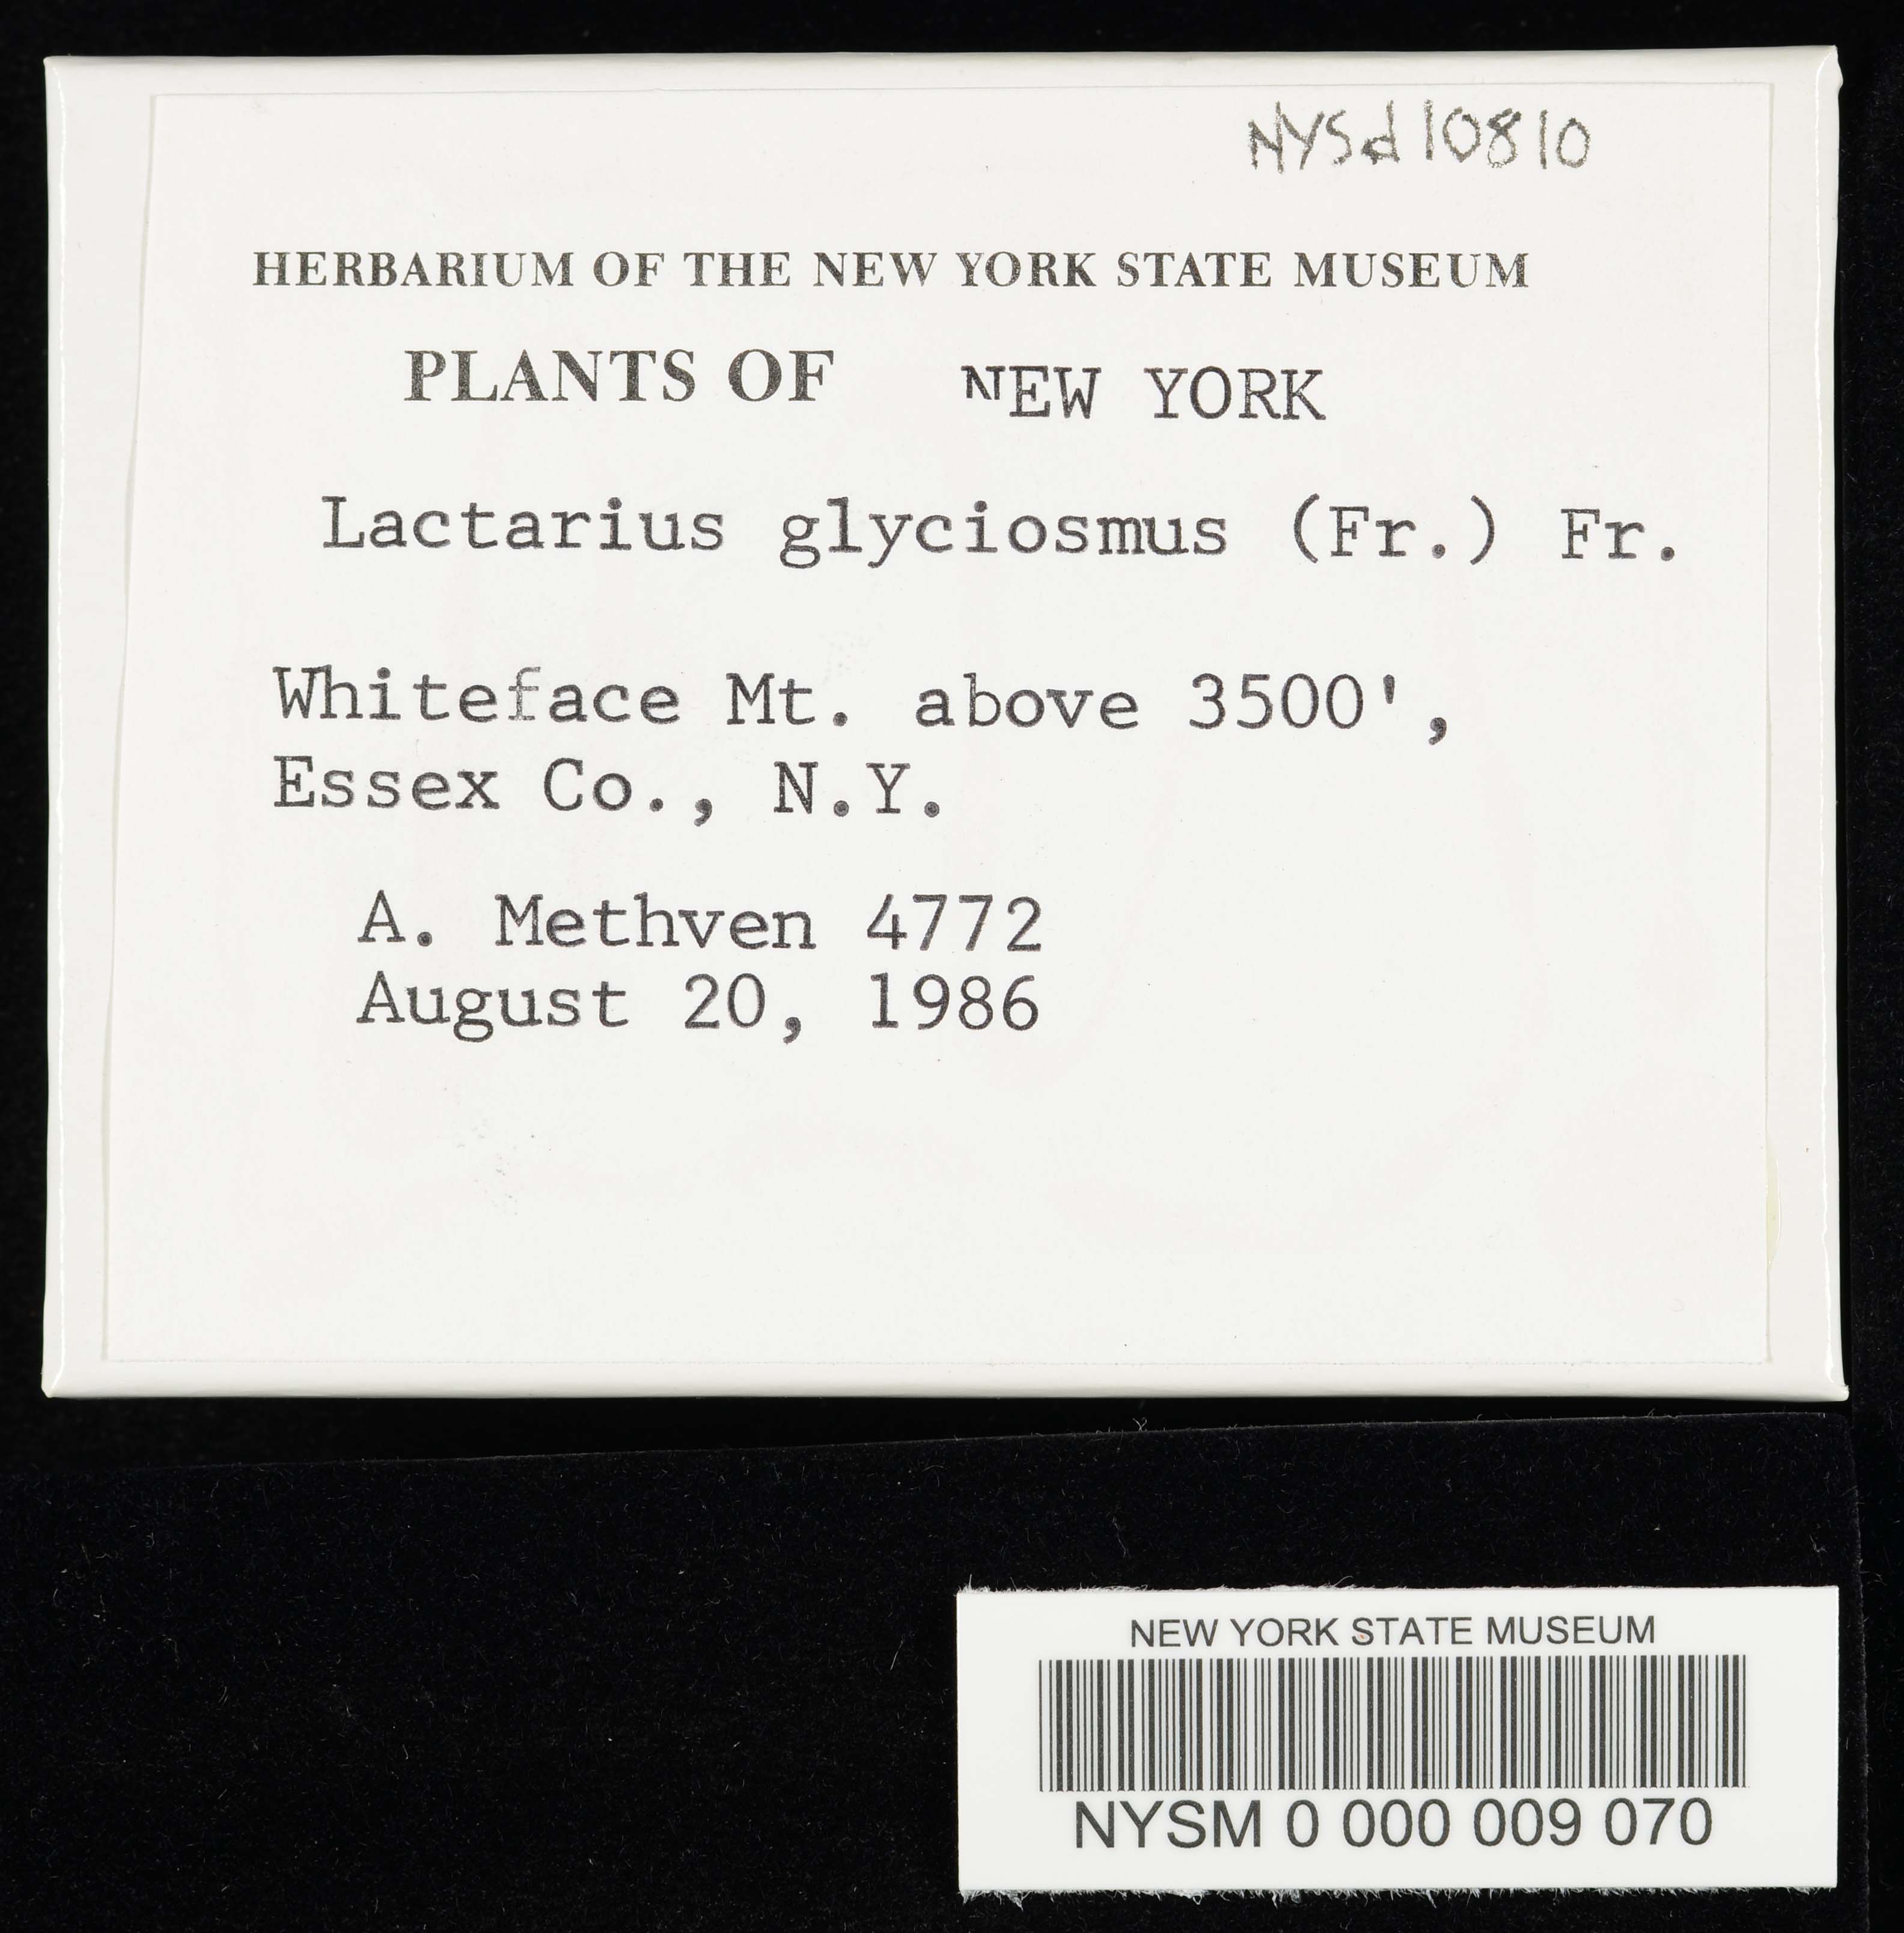 NYSd 10810
HERBARIUM OF THE NEW YORK STATE MUSEUM
PLANTS OF NEW YORK
Lactarius glyciosmus (Fr.) Fr.
Whiteface Mt. above 3500',
Essex Co., N.Y.
A. Methven 4772
August 20, 1986
NEW YORK STATE MUSEUM
NYSM 0 000 009 070